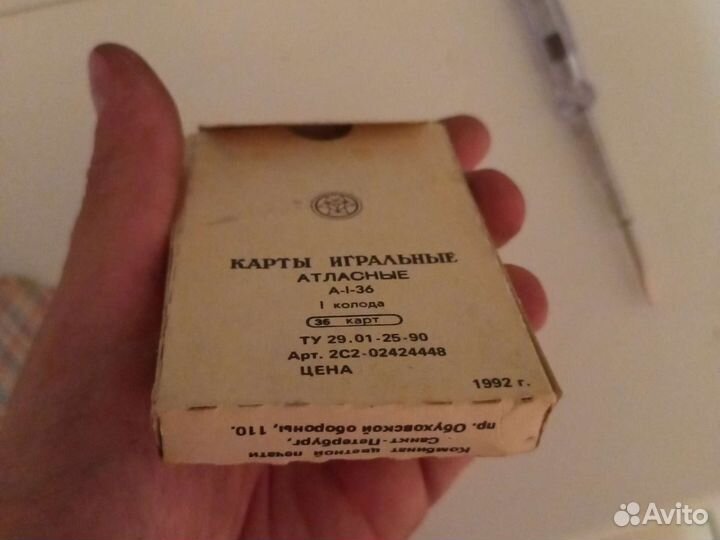 КАРТЫ ИГРАЛЬНЫЕ
АТЛАСНЫЕ
А-I-36
I колода
36 карт
ТУ 29.01-25-90
Арт. 2С2-02424448
ЦЕНА
1992 г.
Комбинат цветной печати
Санкт-Петербург,
пр. Обуховской обороны, 110.
Avito